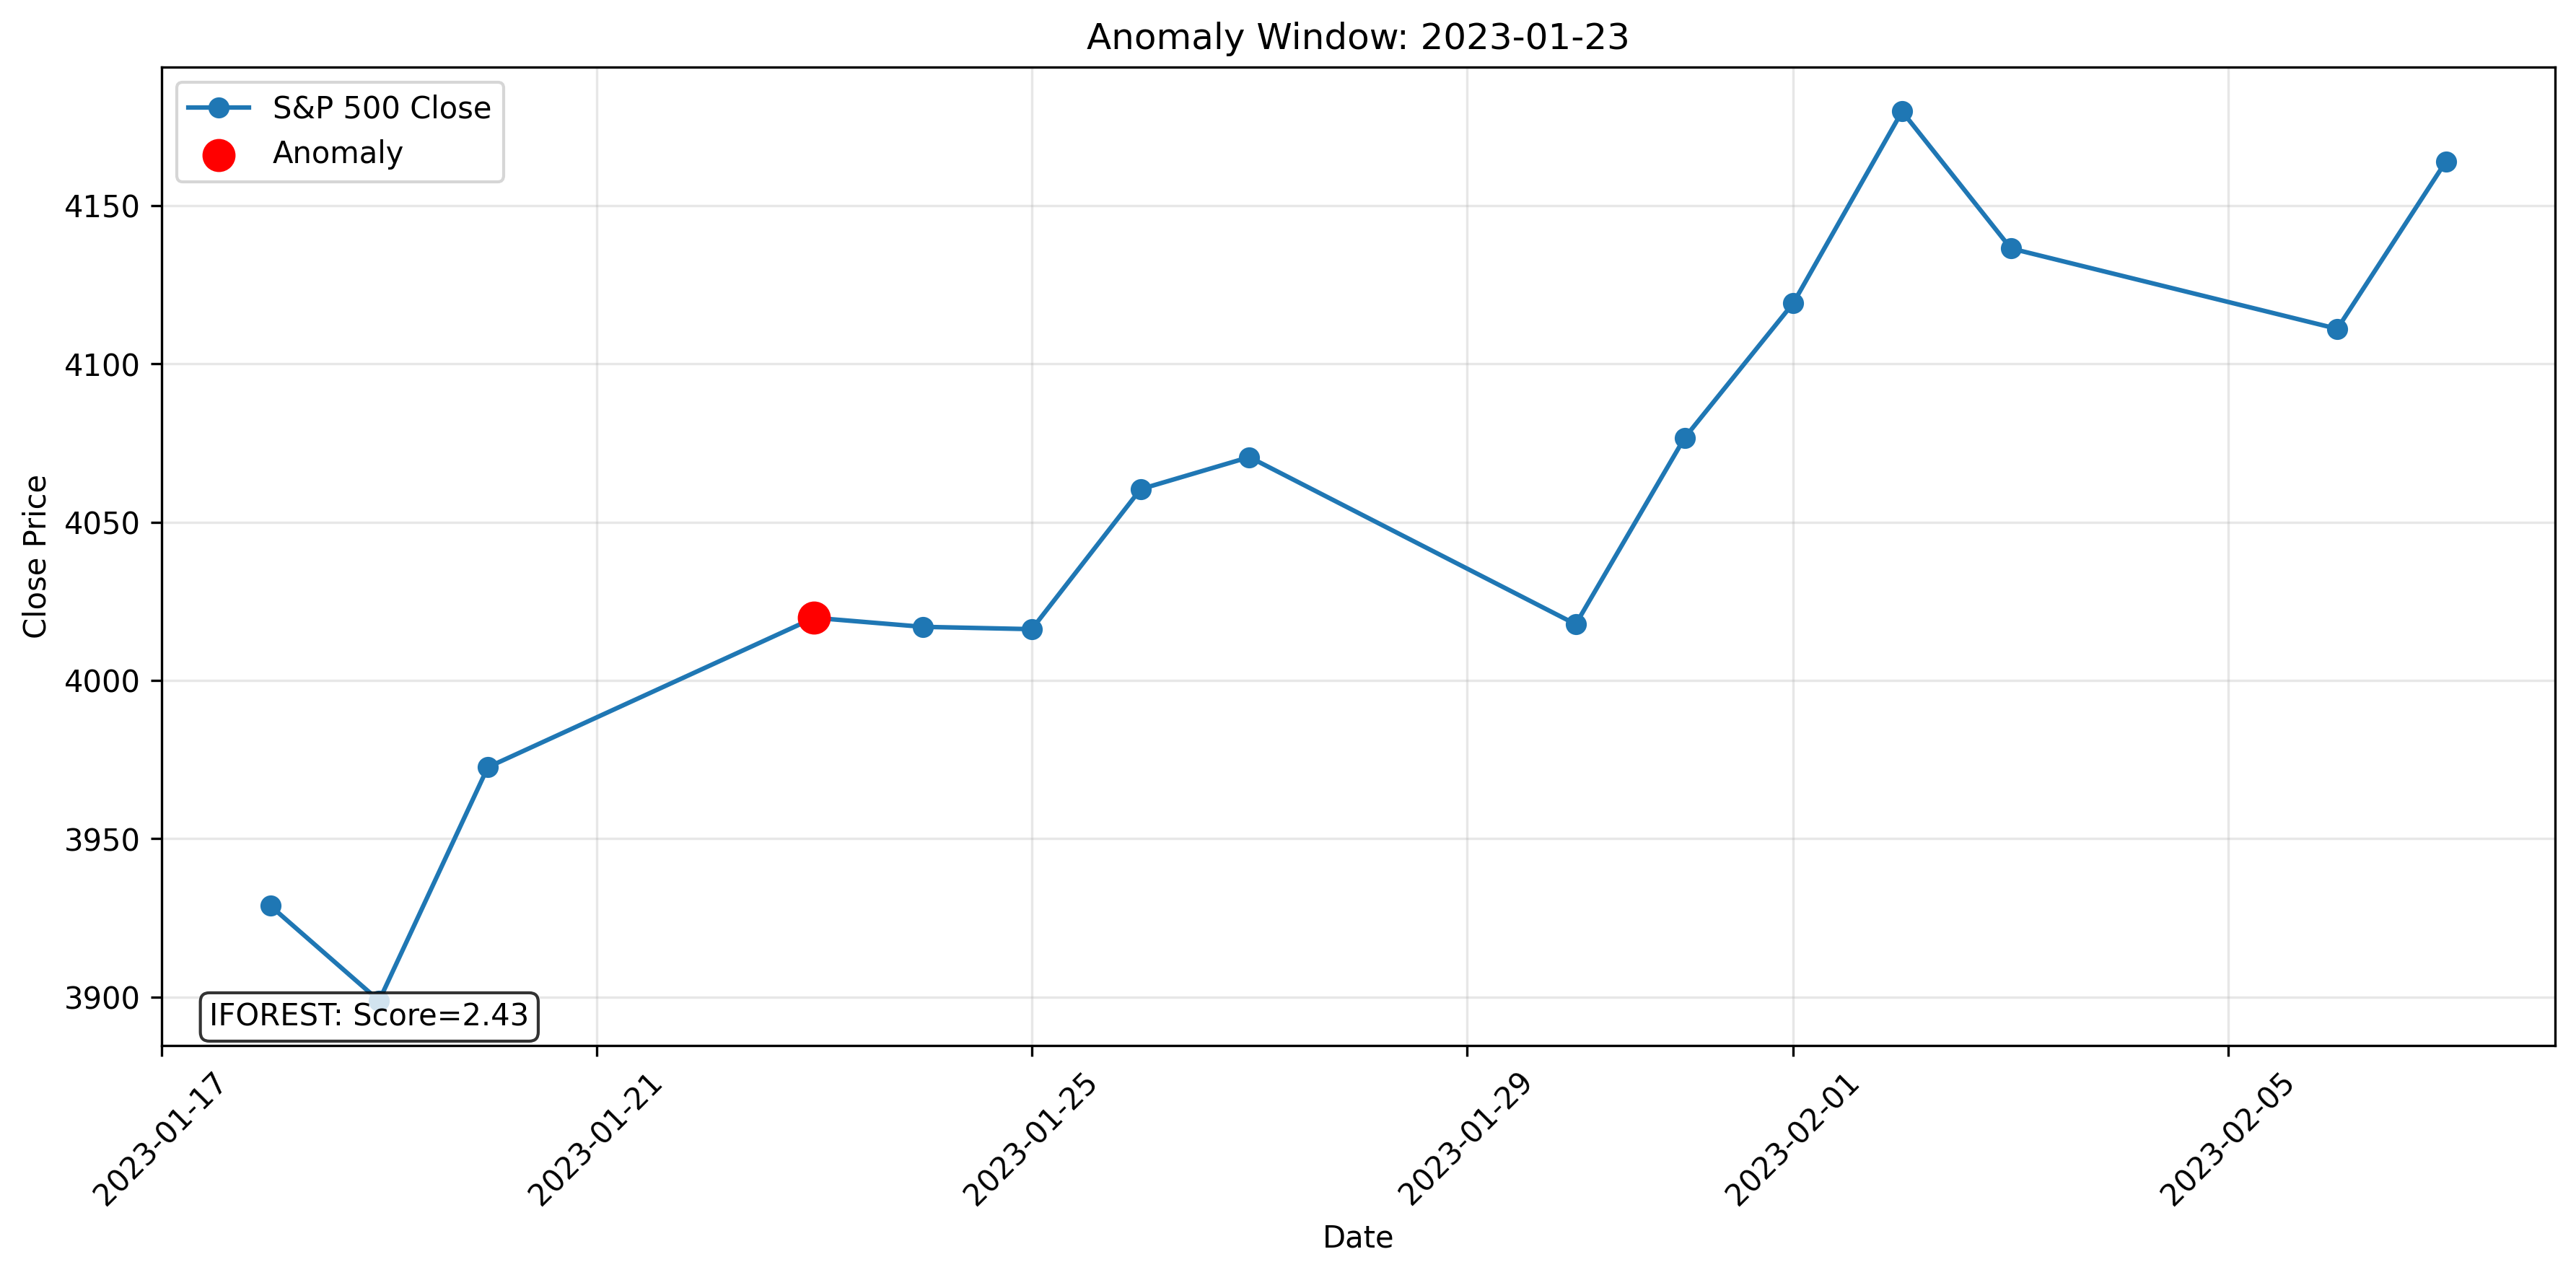 Anomaly Window: 2023-01-23
S&P 500 Close
Anomaly
4150
4100
4050
4000
3950
3900
Close Price
IFOREST: Score=2.43
2023-01-17
2023-01-21
2023-01-25
2023-01-29
2023-02-01
2023-02-05
Date